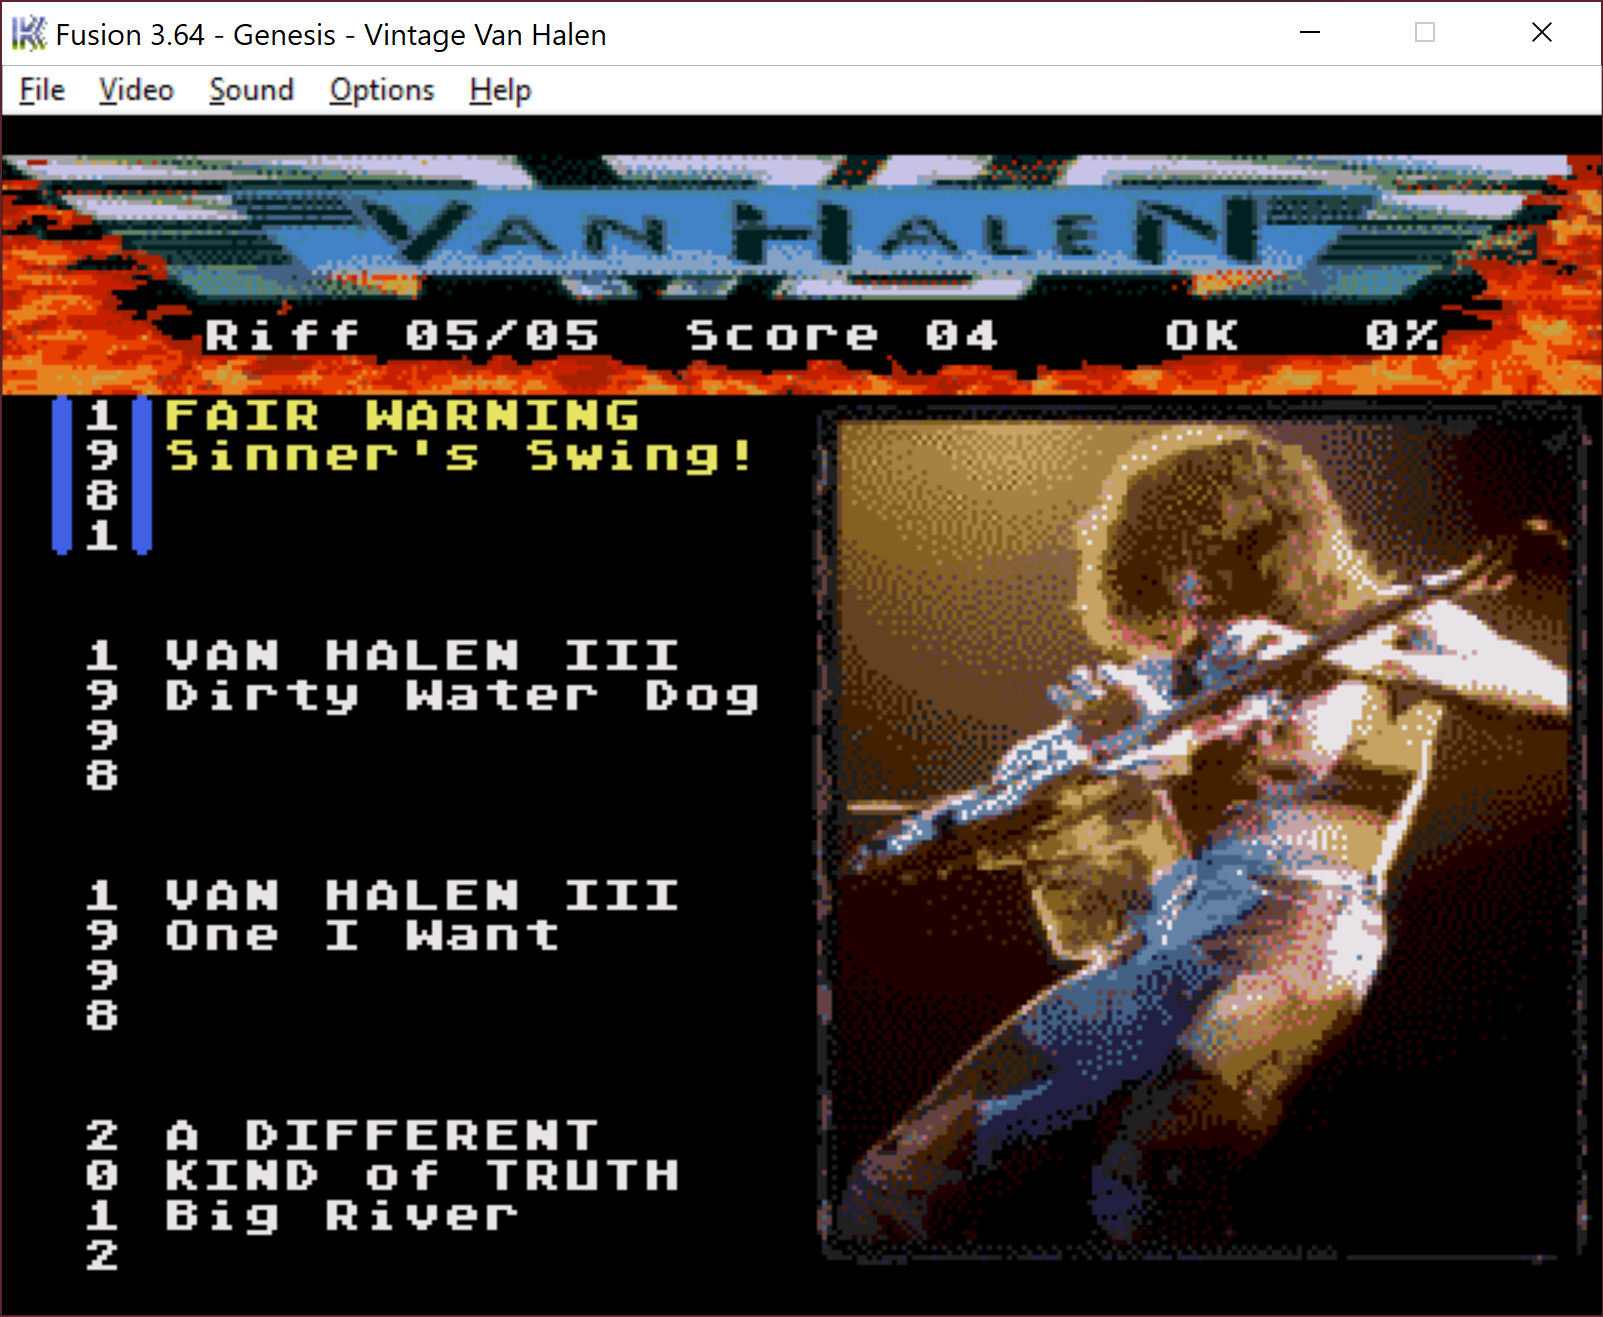 Fusion 3.64 - Genesis - Vintage Van Halen
File Video Sound Options Help
VAN HALEN
Riff 05/05 Score 04 OK 0%
1 FAIR WARNING
9 Sinner's Swing!
8
1
1 VAN HALEN III
9 Dirty Water Dog
9
8
1 VAN HALEN III
9 One I Want
9
8
2 A DIFFERENT
0 KIND of TRUTH
1 Big River
2